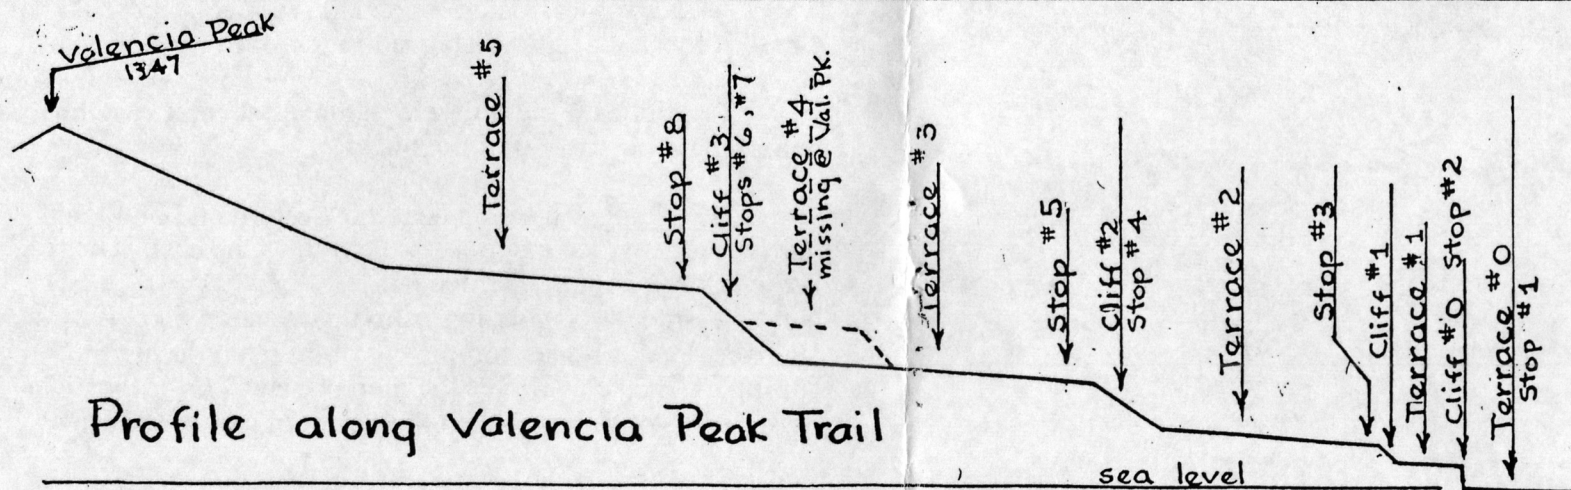 Valencia Peak
1347
Terrace #5
Stop #8
Cliff #3
Stops #6, #7
Terrace #4
missing @ Val. PK.
Terrace #3
Stop #5
Cliff #2
Stop #4
Terrace #2
Stop #3
Cliff #1
Terrace #1
Cliff #0 Stop #2
Terrace #0
Stop #1
Profile along Valencia Peak Trail
sea level